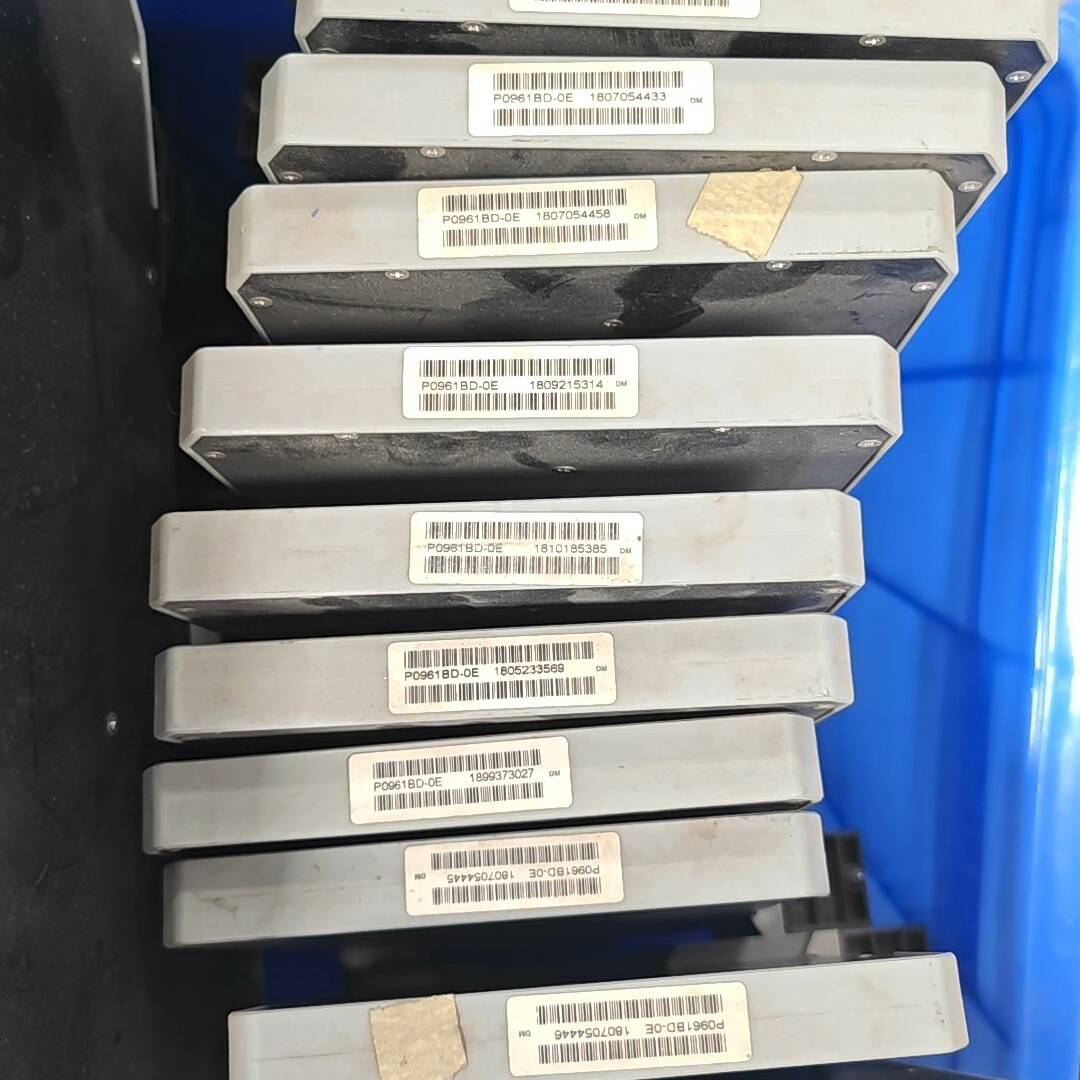 P0961BD-0E 1807054433 DM
P0961BD-0E 1807054458 DM
P0961BD-0E 1809215314 DM
P0961BD-0E 1810185385 DM
P0961BD-0E 1805233569 DM
P0961BD-0E 1899373027 DM
P0961BD-0E 1807054445 DM
P0961BD-0E 1807054446 DM